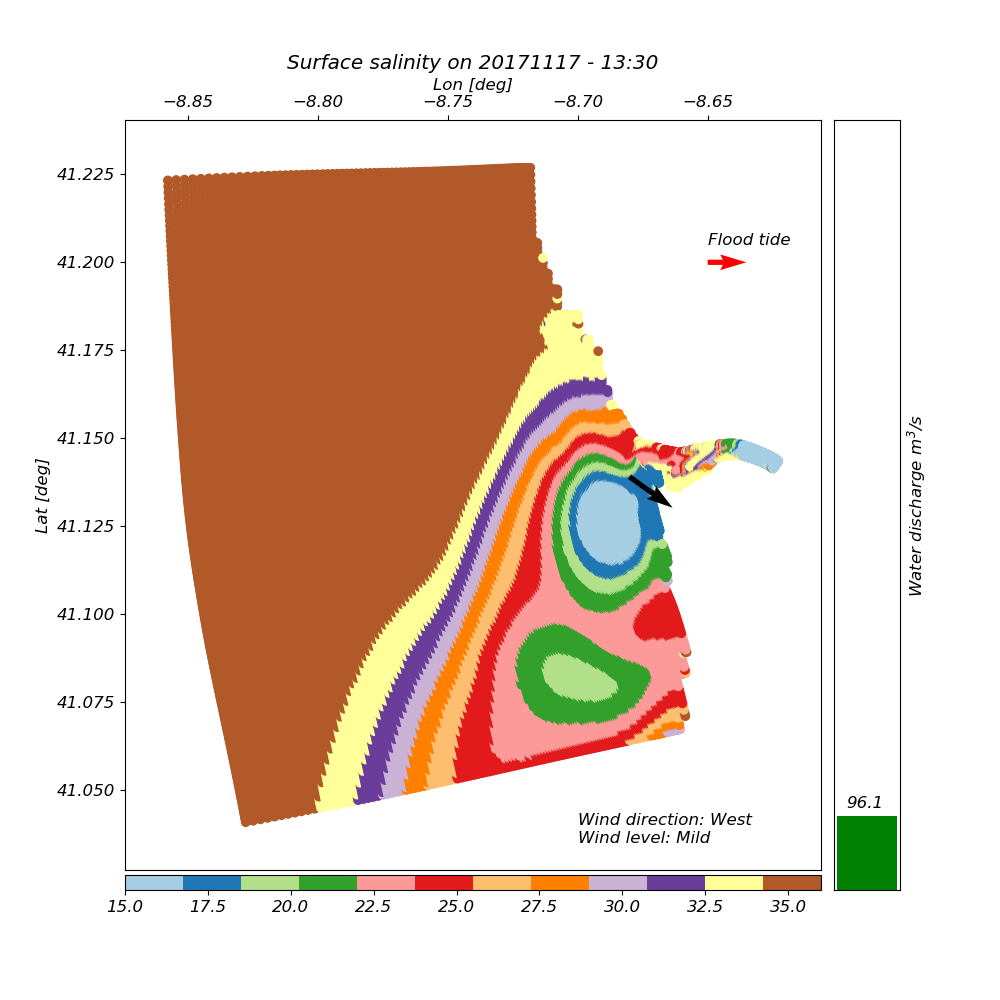 Surface salinity on 20171117 - 13:30
Lon [deg]
−8.85 −8.80 −8.75 −8.70 −8.65
41.225
41.200
41.175
41.150
41.125
41.100
41.075
41.050
Lat [deg]
Flood tide
Wind direction: West
Wind level: Mild
15.0 17.5 20.0 22.5 25.0 27.5 30.0 32.5 35.0
96.1
Water discharge m³/s